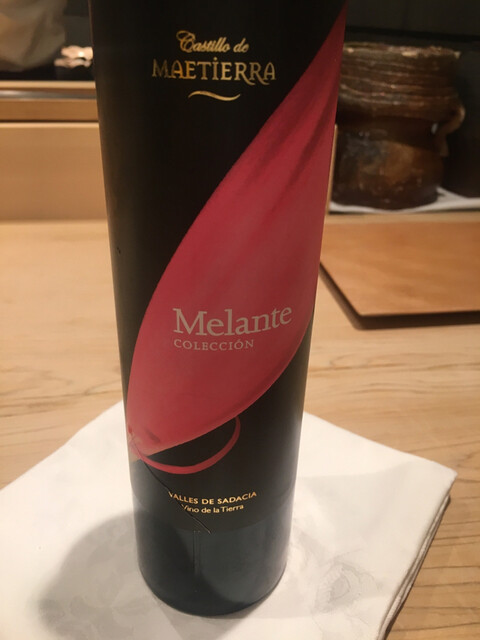 Castillo de
MAETIERRA
Melante
COLECCIÓN
VALLES DE SADACIA
Vino de la Tierra